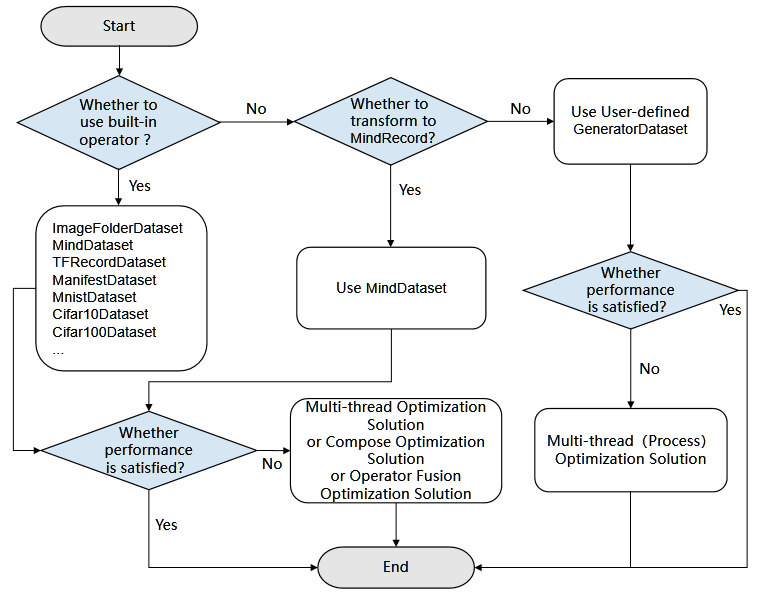 Start
Whether to
use built-in
operator ?
No
Whether to
transform to
MindRecord?
No
Use User-defined
GeneratorDataset
Yes
Yes
ImageFolderDataset
MindDataset
TFRecordDataset
ManifestDataset
MnistDataset
Cifar10Dataset
Cifar100Dataset
...
Use MindDataset
Whether
performance
is satisfied?
Yes
No
Whether
performance
is satisfied?
No
Multi-thread Optimization
Solution
or Compose Optimization
Solution
or Operator Fusion
Optimization Solution
Multi-thread（Process）
Optimization Solution
Yes
End